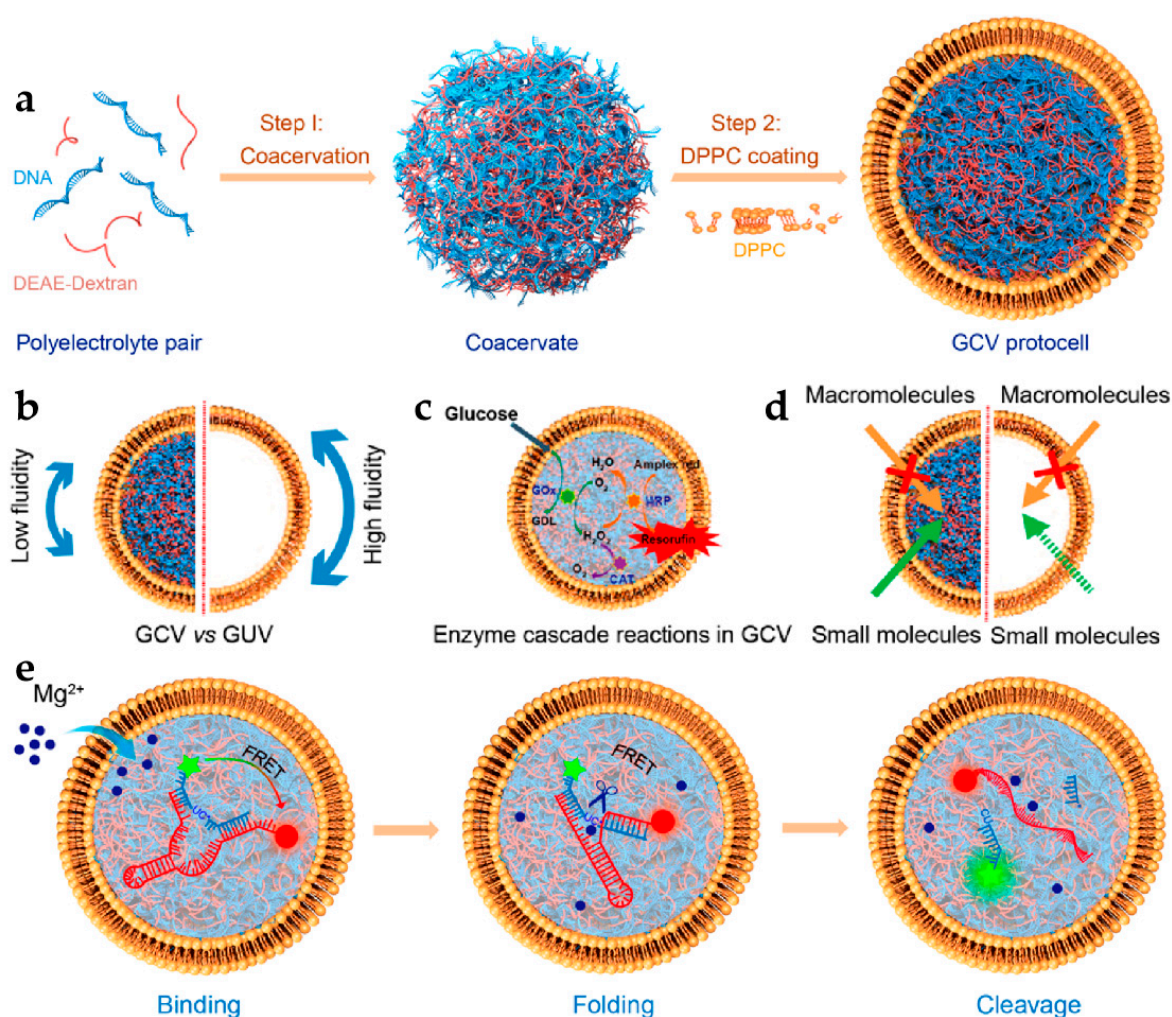 a
DNA
DEAE-Dextran
Step I:
Coacervation
Step 2:
DPPC coating
DPPC
Polyelectrolyte pair
Coacervate
GCV protocell
b
Low fluidity
High fluidity
GCV vs GUV
c
Glucose
H₂O
Amplex red
O₂
GOx
HRP
GDL
H₂O₂
Resorufin
O₂
CAT
Enzyme cascade reactions in GCV
d
Macromolecules
Macromolecules
Small molecules
Small molecules
e
Mg²⁺
FRET
Binding
FRET
Folding
Cleavage